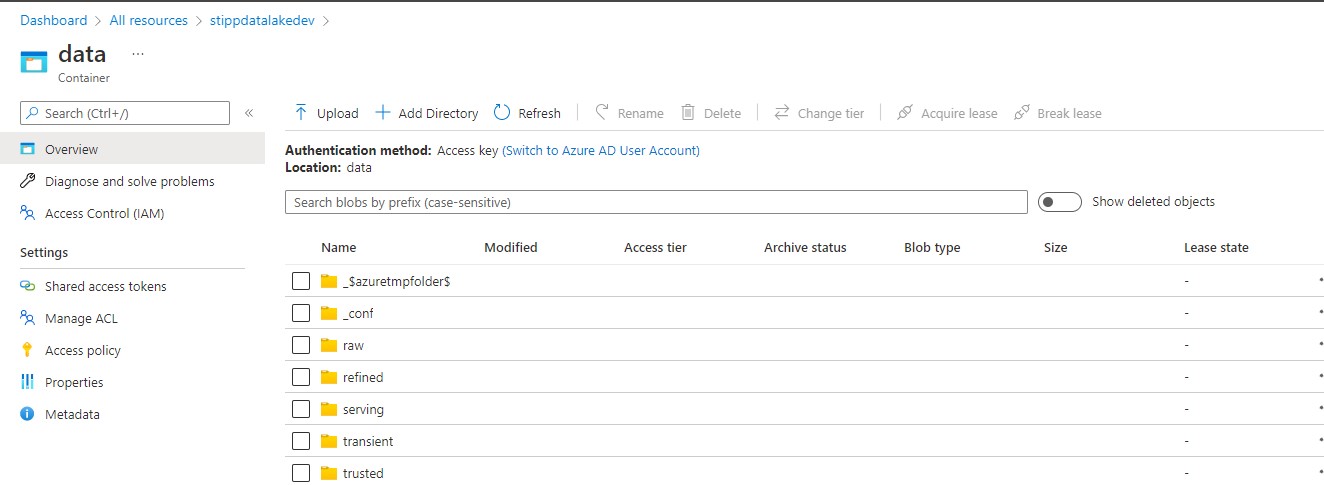 Dashboard > All resources > stippdatalakedev >
data ...
Container
Search (Ctrl+/) «
Upload Add Directory Refresh Rename Delete Change tier Acquire lease Break lease
Overview
Diagnose and solve problems
Access Control (IAM)
Settings
Shared access tokens
Manage ACL
Access policy
Properties
Metadata
Authentication method: Access key (Switch to Azure AD User Account)
Location: data
Search blobs by prefix (case-sensitive) Show deleted objects
Name Modified Access tier Archive status Blob type Size Lease state
_$azuretmpfolder$ -
_conf -
raw -
refined -
serving -
transient -
trusted -